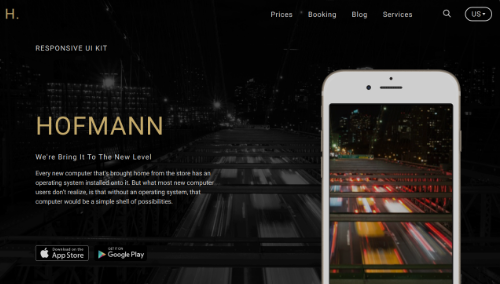 H.
Prices
Booking
Blog
Services
US
RESPONSIVE UI KIT
HOFMANN
We're Bring It To The New Level
Every new computer that's brought home from the store has an
operating system installed onto it. But what most new computer
users don't realize, is that without an operating system, that
computer would be a simple shell of possibilities.
Download on the
App Store
GET IT ON
Google Play